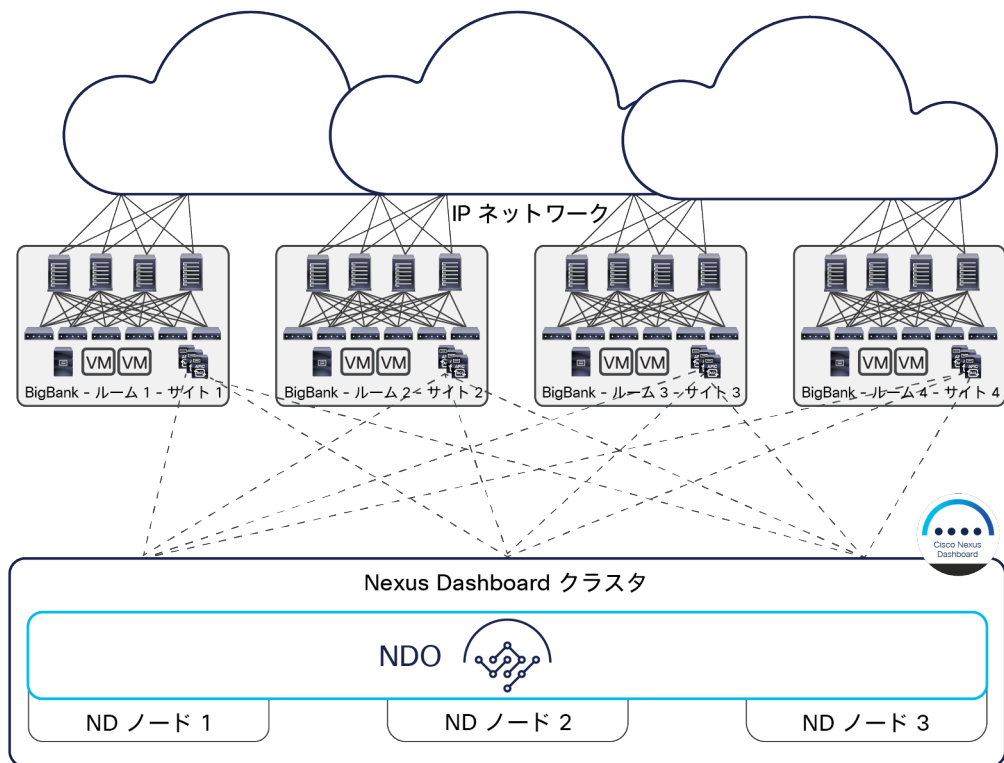 IP ネットワーク
VM VM
VM VM
VM VM
VM VM
BigBank – ルーム 1 – サイト 1
BigBank – ルーム 2 – サイト 2
BigBank – ルーム 3 – サイト 3
BigBank – ルーム 4 – サイト 4
Cisco Nexus
Dashboard
Nexus Dashboard クラスタ
NDO
ND ノード 1
ND ノード 2
ND ノード 3